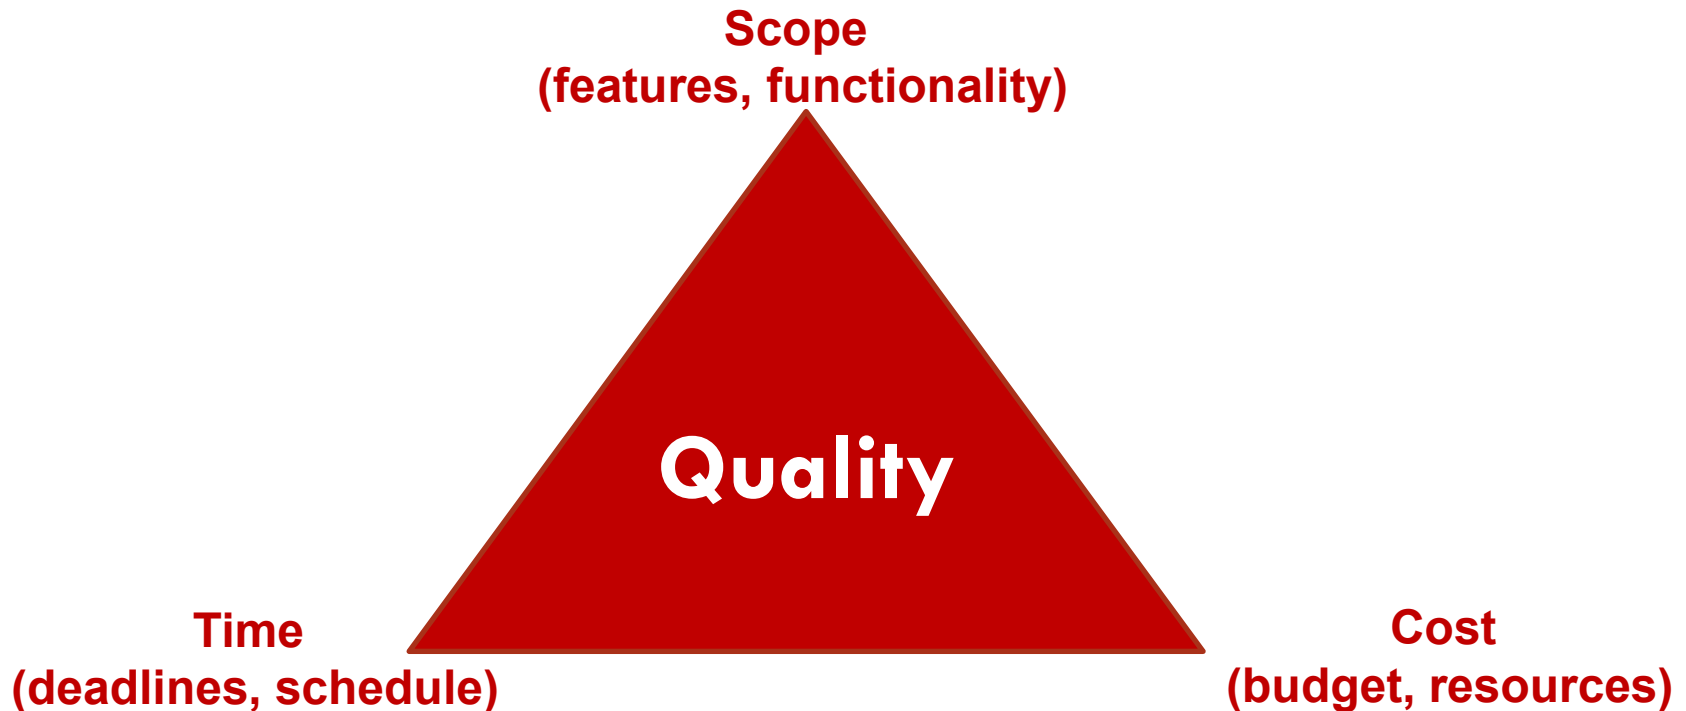 Scope
(features, functionality)
Quality
Time
(deadlines, schedule)
Cost
(budget, resources)